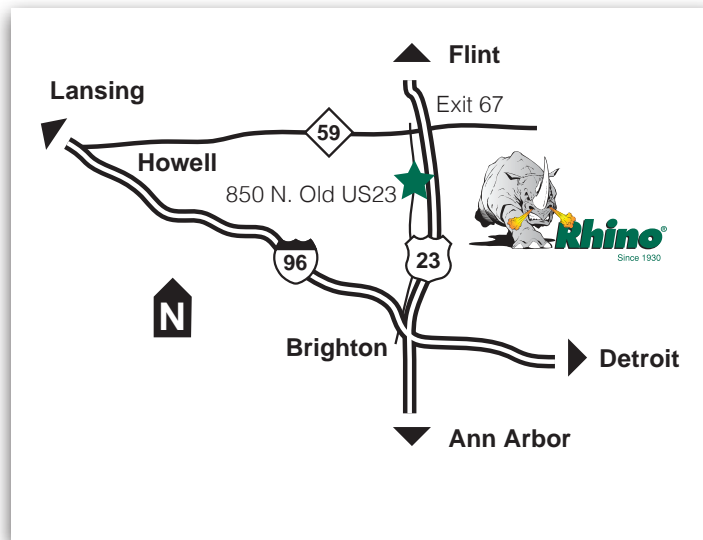 Flint
Lansing
Exit 67
59
Howell
850 N. Old US23
Rhino®
Since 1930
96
23
N
Brighton
Detroit
Ann Arbor